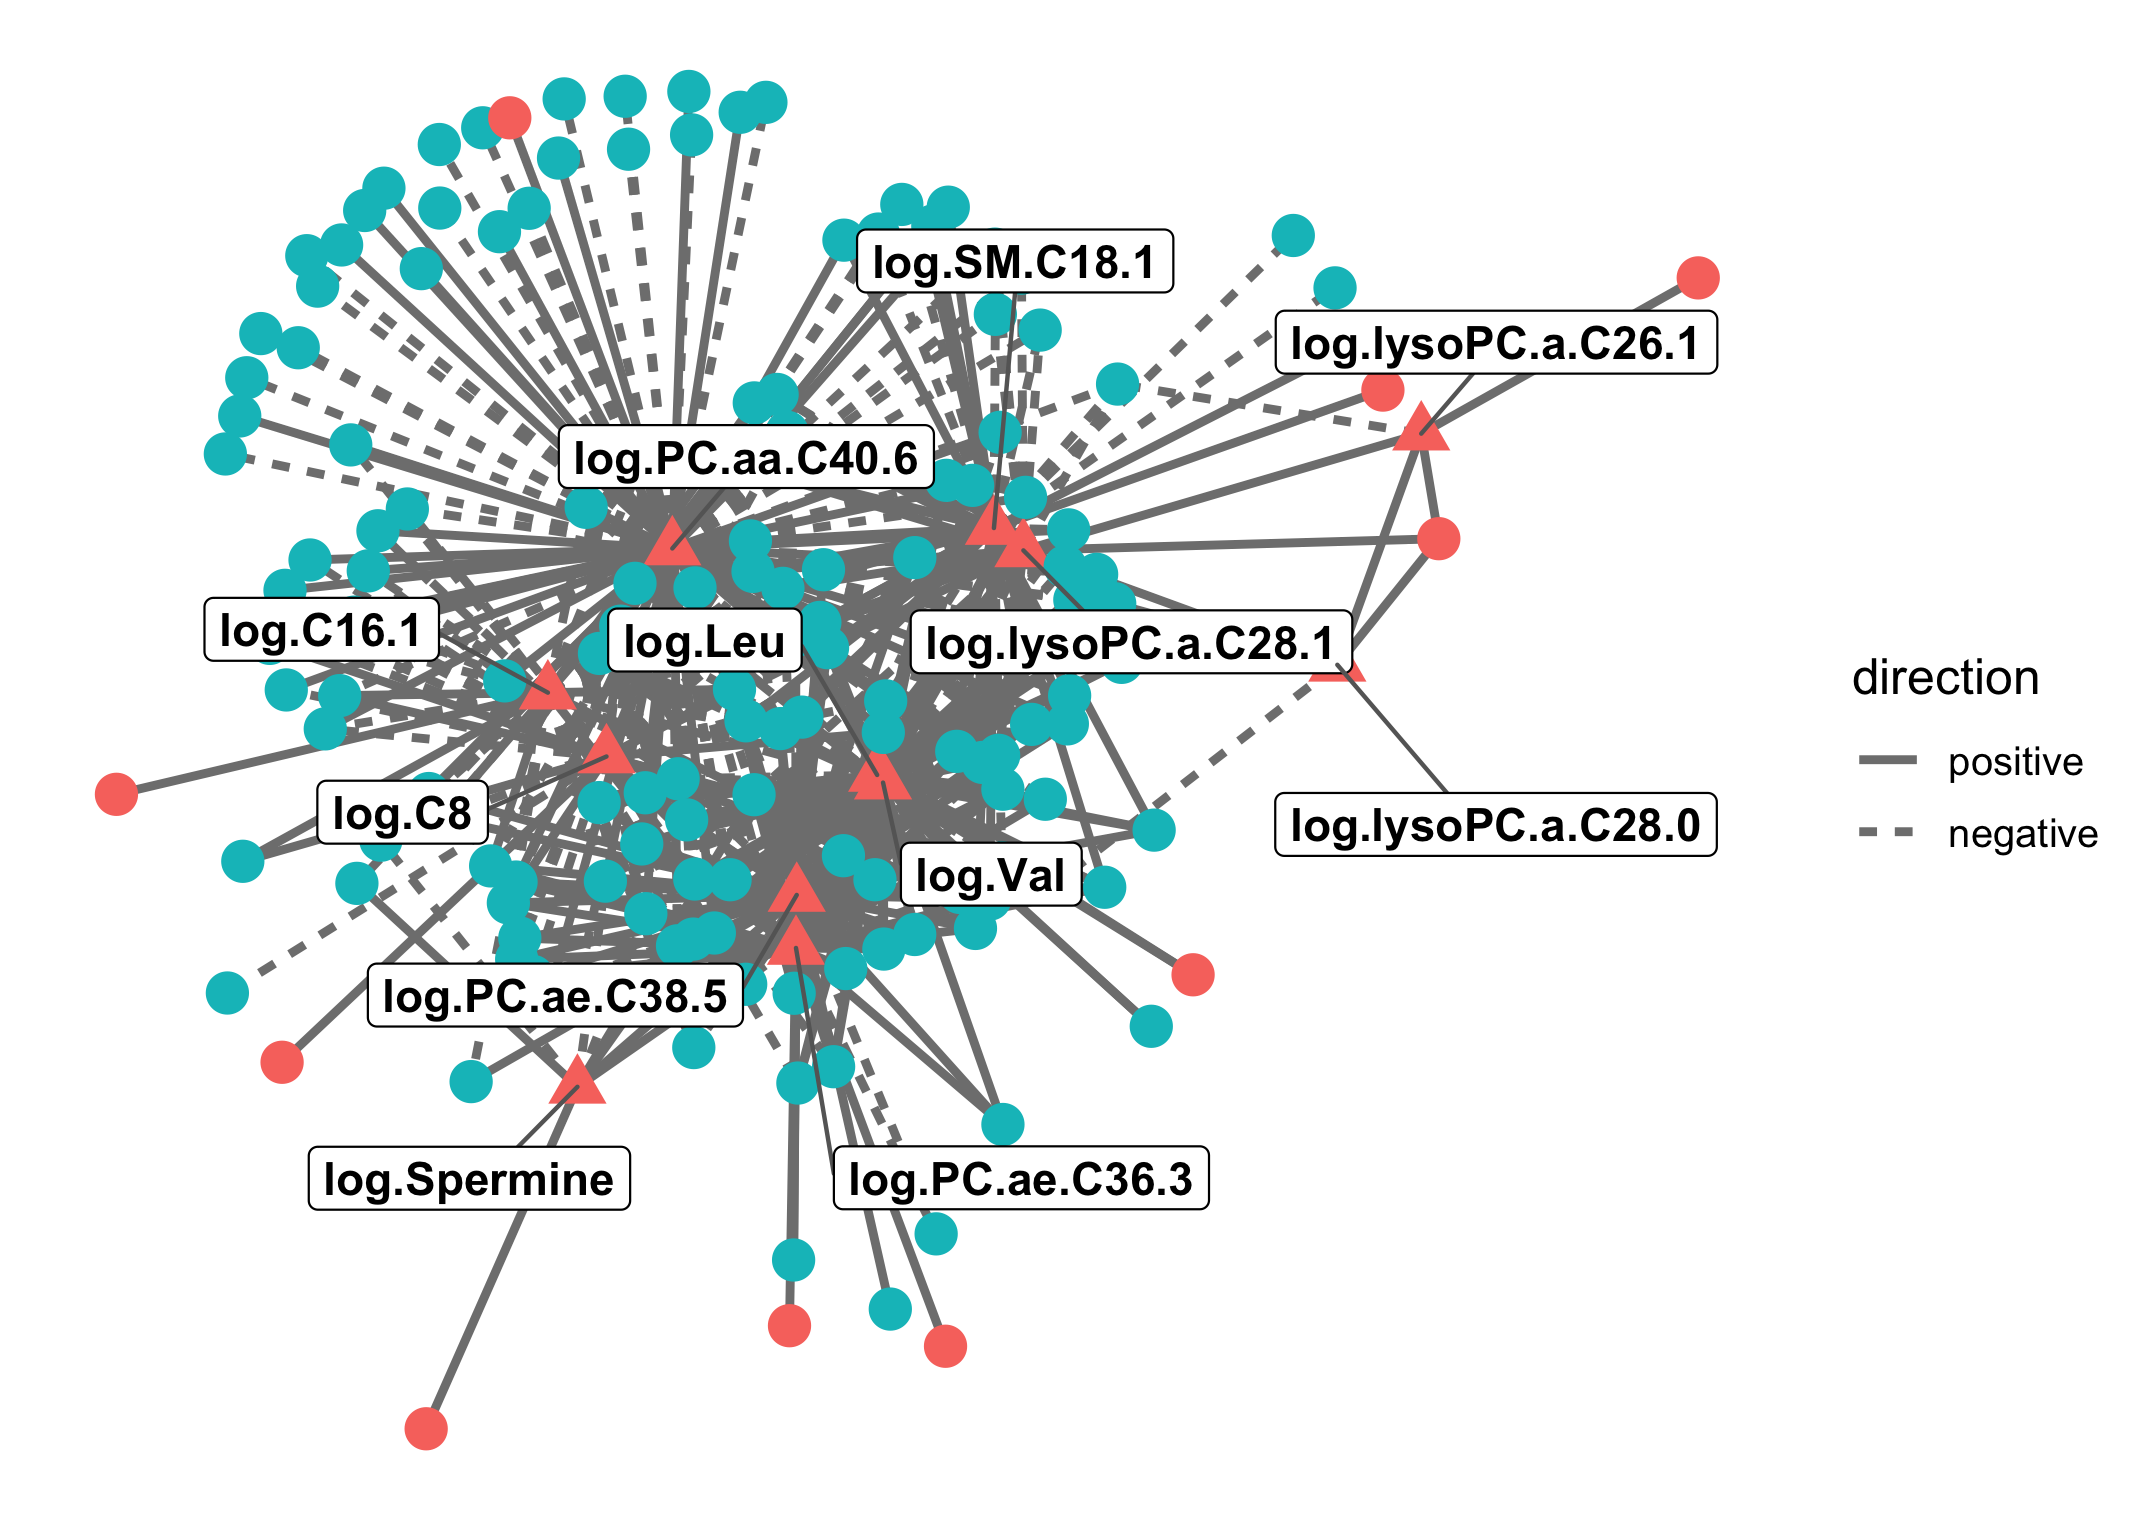 log.SM.C18.1
log.lysoPC.a.C26.1
log.PC.aa.C40.6
log.C16.1
log.Leu
log.lysoPC.a.C28.1
direction
positive
negative
log.C8
log.lysoPC.a.C28.0
log.Val
log.PC.ae.C38.5
log.Spermine
log.PC.ae.C36.3